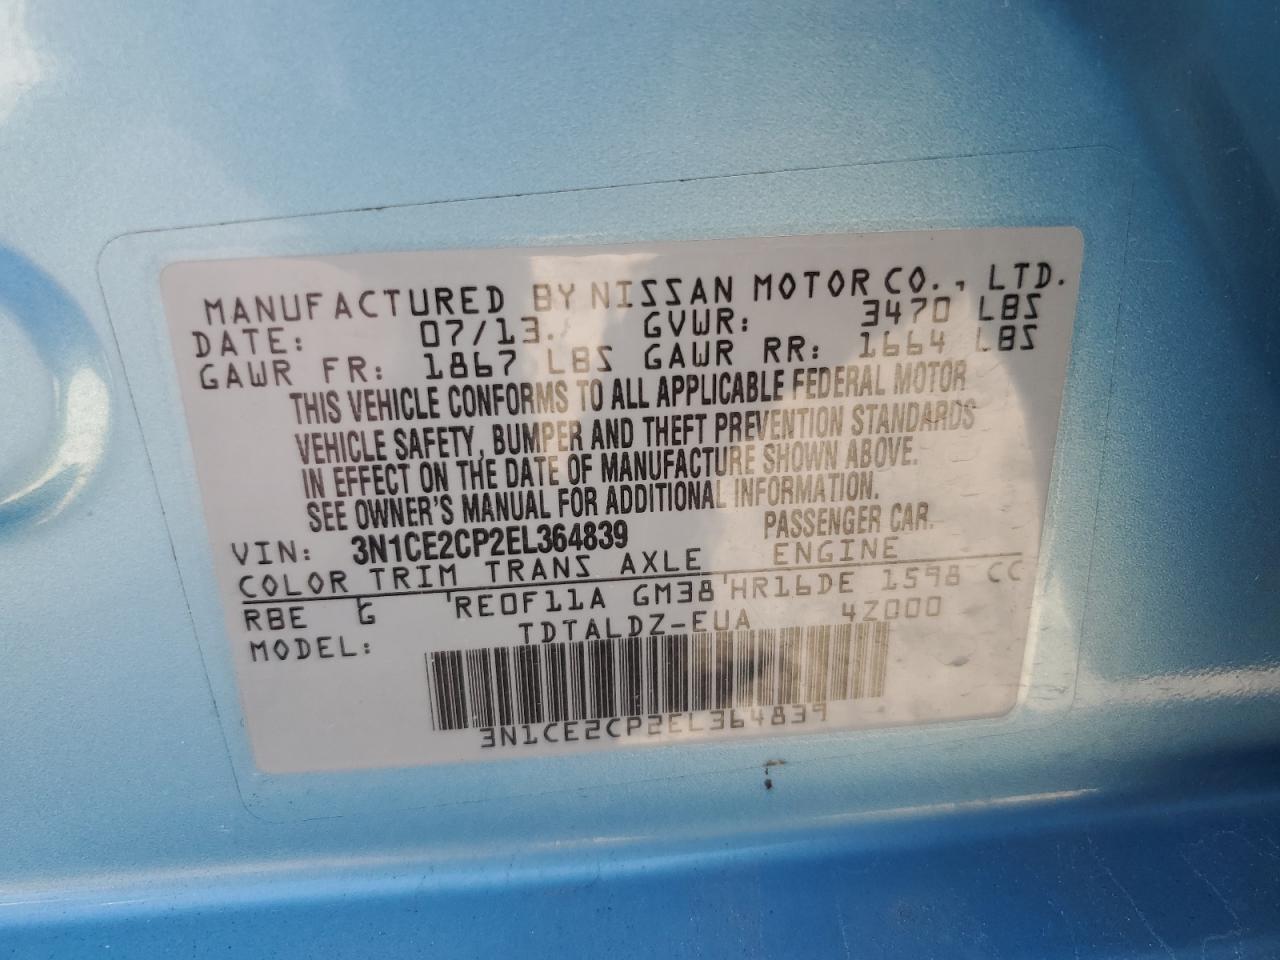 MANUFACTURED BY NISSAN MOTOR CO., LTD.
DATE: 07/13 GVWR: 3470 LBS
GAWR FR: 1867 LBS GAWR RR: 1664 LBS
THIS VEHICLE CONFORMS TO ALL APPLICABLE FEDERAL MOTOR
VEHICLE SAFETY, BUMPER AND THEFT PREVENTION STANDARDS
IN EFFECT ON THE DATE OF MANUFACTURE SHOWN ABOVE.
SEE OWNER'S MANUAL FOR ADDITIONAL INFORMATION.
VIN: 3N1CE2CP2EL364839 PASSENGER CAR.
COLOR TRIM TRANS AXLE ENGINE
RBE G RE0F11A GM38 HR16DE 1598 CC
MODEL: TDTALDZ-EUA 4Z000
3N1CE2CP2EL364839